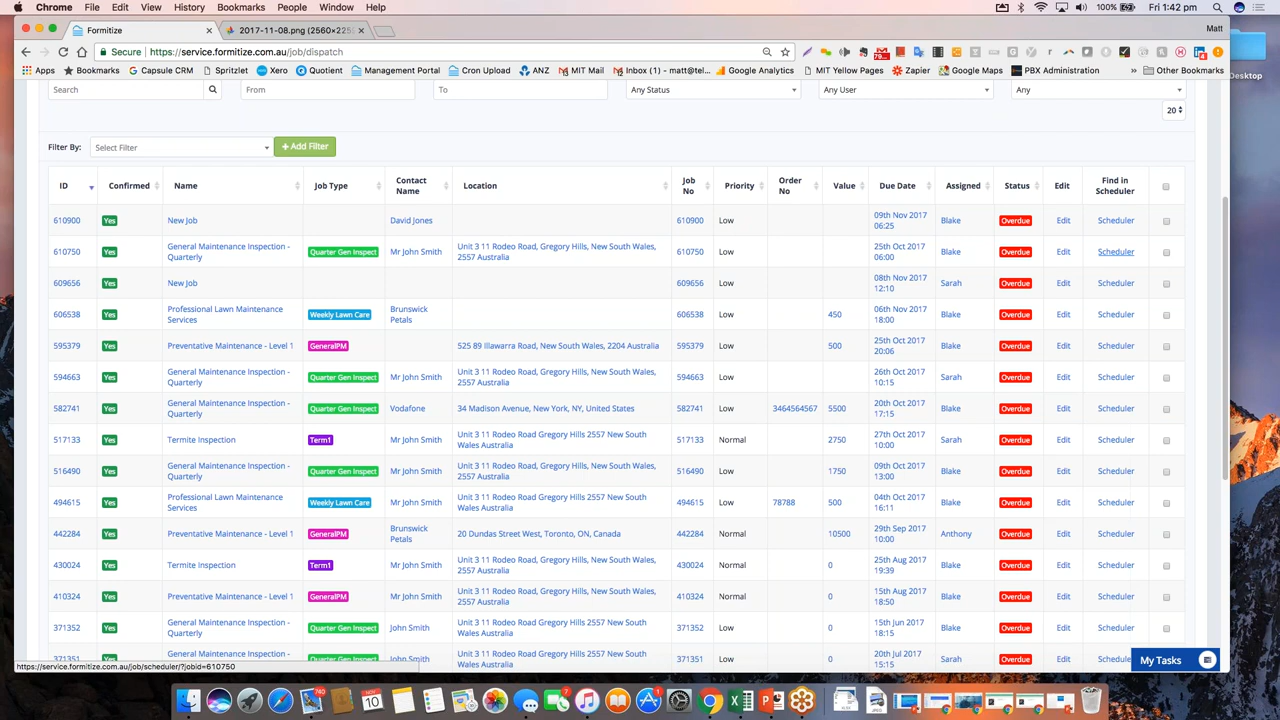 Chrome File Edit View History Bookmarks People Window Help 100% Fri 1:42 pm
Formitize 2017-11-08.png (2560×225 Matt
Secure https://service.formitize.com.au/job/dispatch
Apps Bookmarks Capsule CRM Spritzlet Xero Quotient Management Portal Cron Upload ANZ MIT Mail Inbox (1) - matt@tel... Google Analytics MIT Yellow Pages Zapier Google Maps PBX Administration » Other Bookmarks
Desktop
Search From To Any Status Any User Any
20
Filter By: Select Filter + Add Filter
ID Confirmed Name Job Type Contact Name Location Job No Priority Order No Value Due Date Assigned Status Edit Find in Scheduler
610900 Yes New Job David Jones 610900 Low 09th Nov 2017 06:25 Blake Overdue Edit Scheduler
610750 Yes General Maintenance Inspection - Quarterly Quarter Gen Inspect Mr John Smith Unit 3 11 Rodeo Road, Gregory Hills, New South Wales, 2557 Australia 610750 Low 25th Oct 2017 06:00 Blake Overdue Edit Scheduler
609656 Yes New Job 609656 Low 08th Nov 2017 12:10 Sarah Overdue Edit Scheduler
606538 Yes Professional Lawn Maintenance Services Weekly Lawn Care Brunswick Petals 606538 Low 450 06th Nov 2017 18:00 Blake Overdue Edit Scheduler
595379 Yes Preventative Maintenance - Level 1 GeneralPM 525 89 Illawarra Road, New South Wales, 2204 Australia 595379 Low 500 25th Oct 2017 20:06 Blake Overdue Edit Scheduler
594663 Yes General Maintenance Inspection - Quarterly Quarter Gen Inspect Mr John Smith Unit 3 11 Rodeo Road, Gregory Hills, New South Wales, 2557 Australia 594663 Low 26th Oct 2017 10:15 Sarah Overdue Edit Scheduler
582741 Yes General Maintenance Inspection - Quarterly Quarter Gen Inspect Vodafone 34 Madison Avenue, New York, NY, United States 582741 Low 3464564567 5500 20th Oct 2017 17:15 Blake Overdue Edit Scheduler
517133 Yes Termite Inspection Term1 Mr John Smith Unit 3 11 Rodeo Road Gregory Hills 2557 New South Wales Australia 517133 Normal 2750 27th Oct 2017 10:00 Sarah Overdue Edit Scheduler
516490 Yes General Maintenance Inspection - Quarterly Quarter Gen Inspect Mr John Smith Unit 3 11 Rodeo Road, Gregory Hills, New South Wales, 2557 Australia 516490 Low 1750 09th Oct 2017 13:00 Blake Overdue Edit Scheduler
494615 Yes Professional Lawn Maintenance Services Weekly Lawn Care Mr John Smith Unit 3 11 Rodeo Road Gregory Hills 2557 New South Wales Australia 494615 Low 78788 500 04th Oct 2017 16:11 Blake Overdue Edit Scheduler
442284 Yes Preventative Maintenance - Level 1 GeneralPM Brunswick Petals 20 Dundas Street West, Toronto, ON, Canada 442284 Normal 10500 29th Sep 2017 10:00 Anthony Overdue Edit Scheduler
430024 Yes Termite Inspection Term1 Mr John Smith Unit 3 11 Rodeo Road, Gregory Hills, New South Wales, 2557 Australia 430024 Normal 0 25th Aug 2017 19:39 Blake Overdue Edit Scheduler
410324 Yes Preventative Maintenance - Level 1 GeneralPM Mr John Smith Unit 3 11 Rodeo Road, Gregory Hills, New South Wales, 2557 Australia 410324 Normal 0 15th Aug 2017 18:50 Blake Overdue Edit Scheduler
371352 Yes General Maintenance Inspection - Quarterly Quarter Gen Inspect John Smith Unit 3 11 Rodeo Road Gregory Hills 2557 New South Wales Australia 371352 Low 0 15th Jun 2017 18:15 Blake Overdue Edit Scheduler
371351 Yes General Maintenance Inspection - Quarter Gen Inspect John Smith Unit 3 11 Rodeo Road Gregory Hills 2557 New South Wales Australia 371351 Low 0 20th Jul 2017 15:15 Sarah Overdue Edit
https://service.formitize.com.au/job/scheduler/?jobid=610750
My Tasks